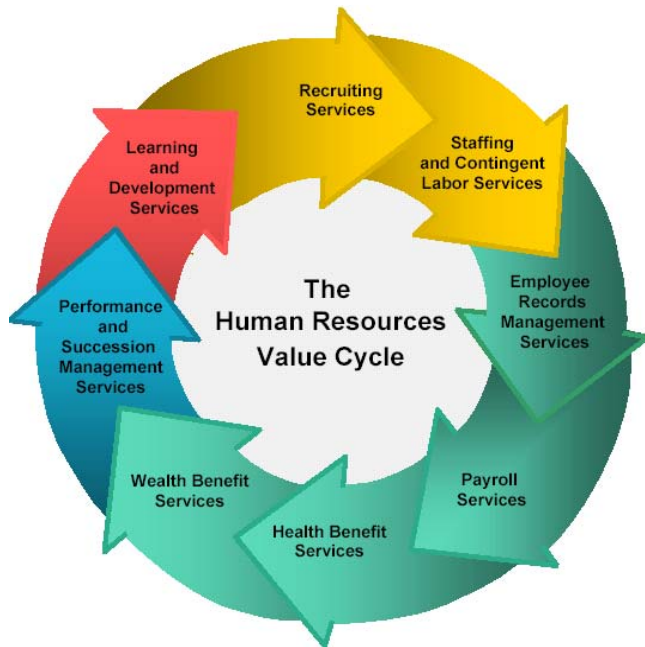 The
Human Resources
Value Cycle
Recruiting
Services
Staffing
and Contingent
Labor Services
Employee
Records
Management
Services
Payroll
Services
Health Benefit
Services
Wealth Benefit
Services
Performance
and
Succession
Management
Services
Learning
and
Development
Services